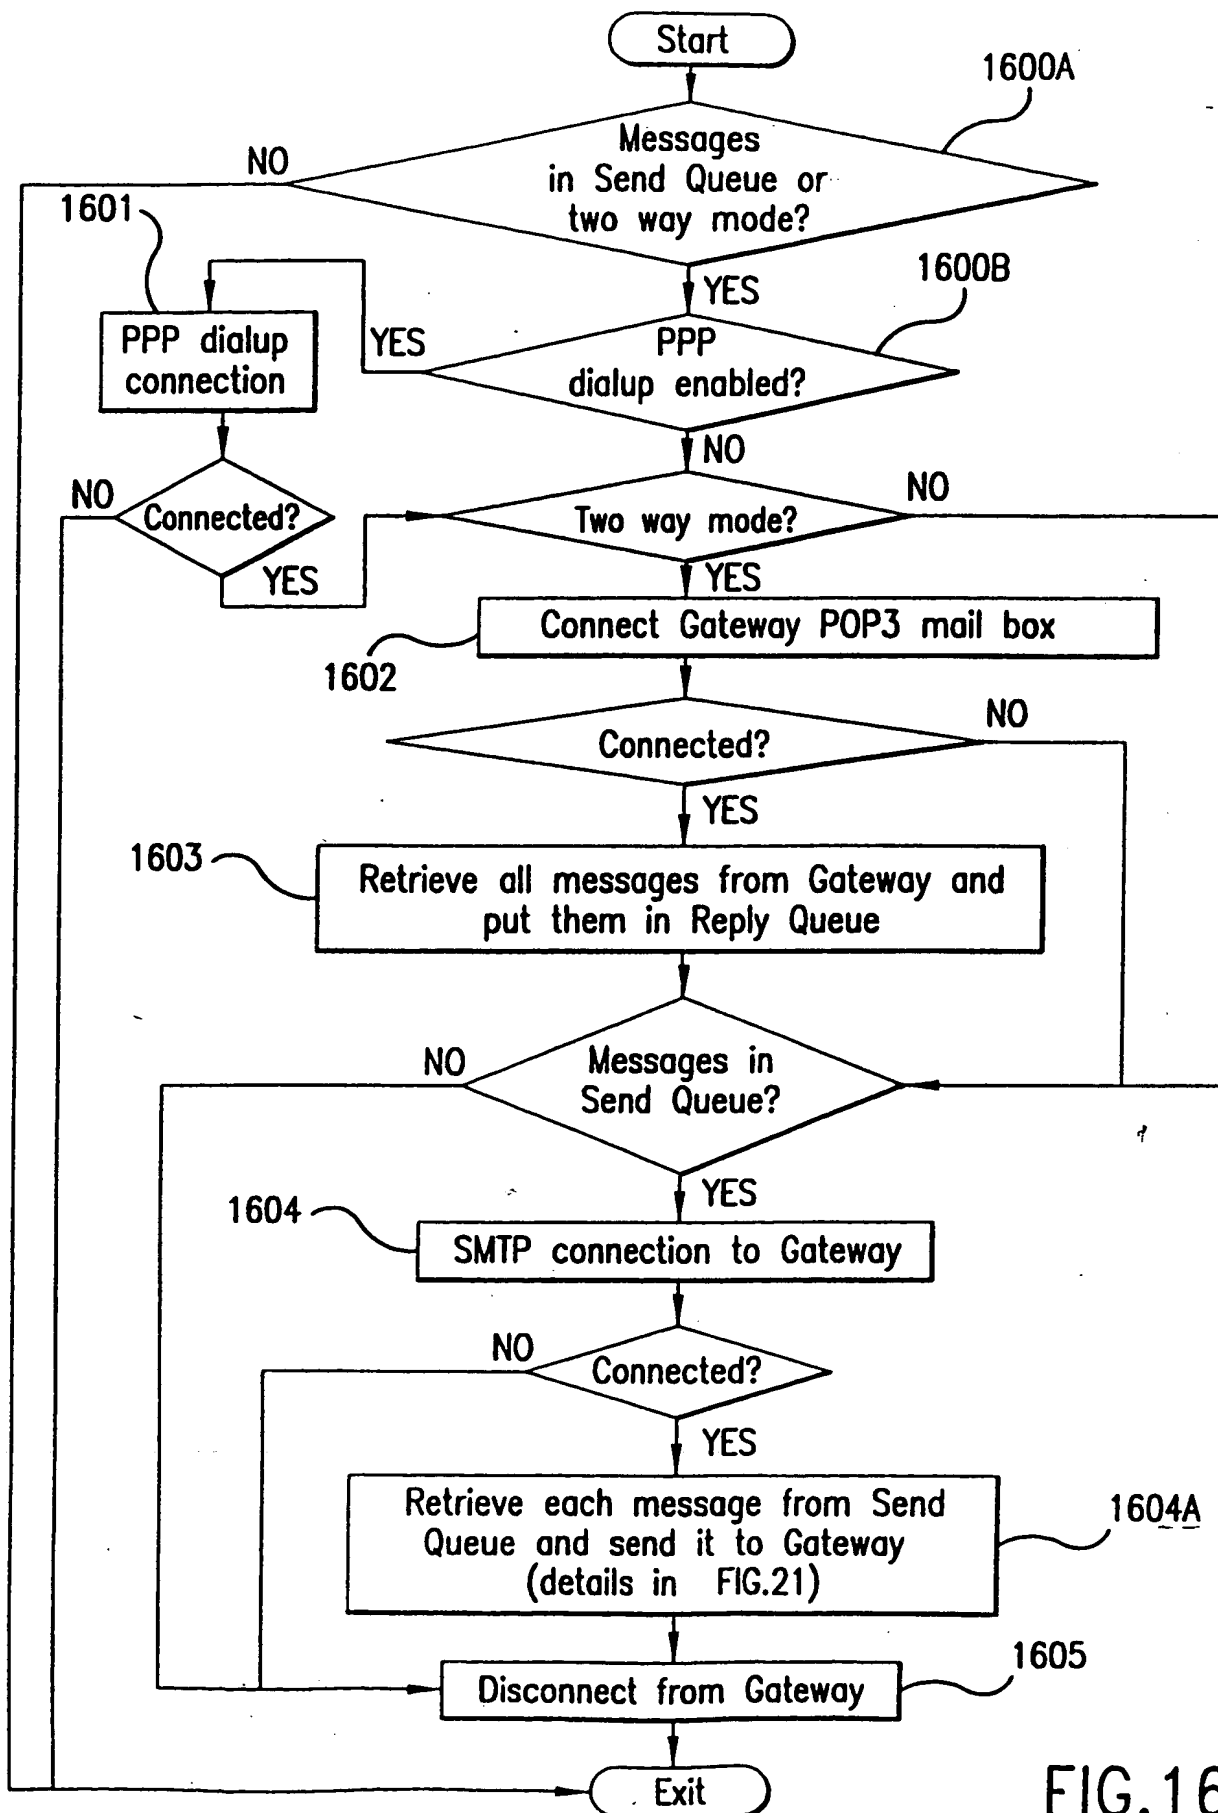 Start
1600A
Messages
in Send Queue or
two way mode?
NO
1601
YES
1600B
PPP dialup
connection
YES
PPP
dialup enabled?
NO
NO
Connected?
YES
Two way mode?
NO
YES
Connect Gateway POP3 mail box
1602
Connected?
NO
YES
1603
Retrieve all messages from Gateway and
put them in Reply Queue
NO
Messages in
Send Queue?
YES
1604
SMTP connection to Gateway
NO
Connected?
YES
Retrieve each message from Send
Queue and send it to Gateway
(details in FIG.21)
1604A
1605
Disconnect from Gateway
Exit
FIG.16